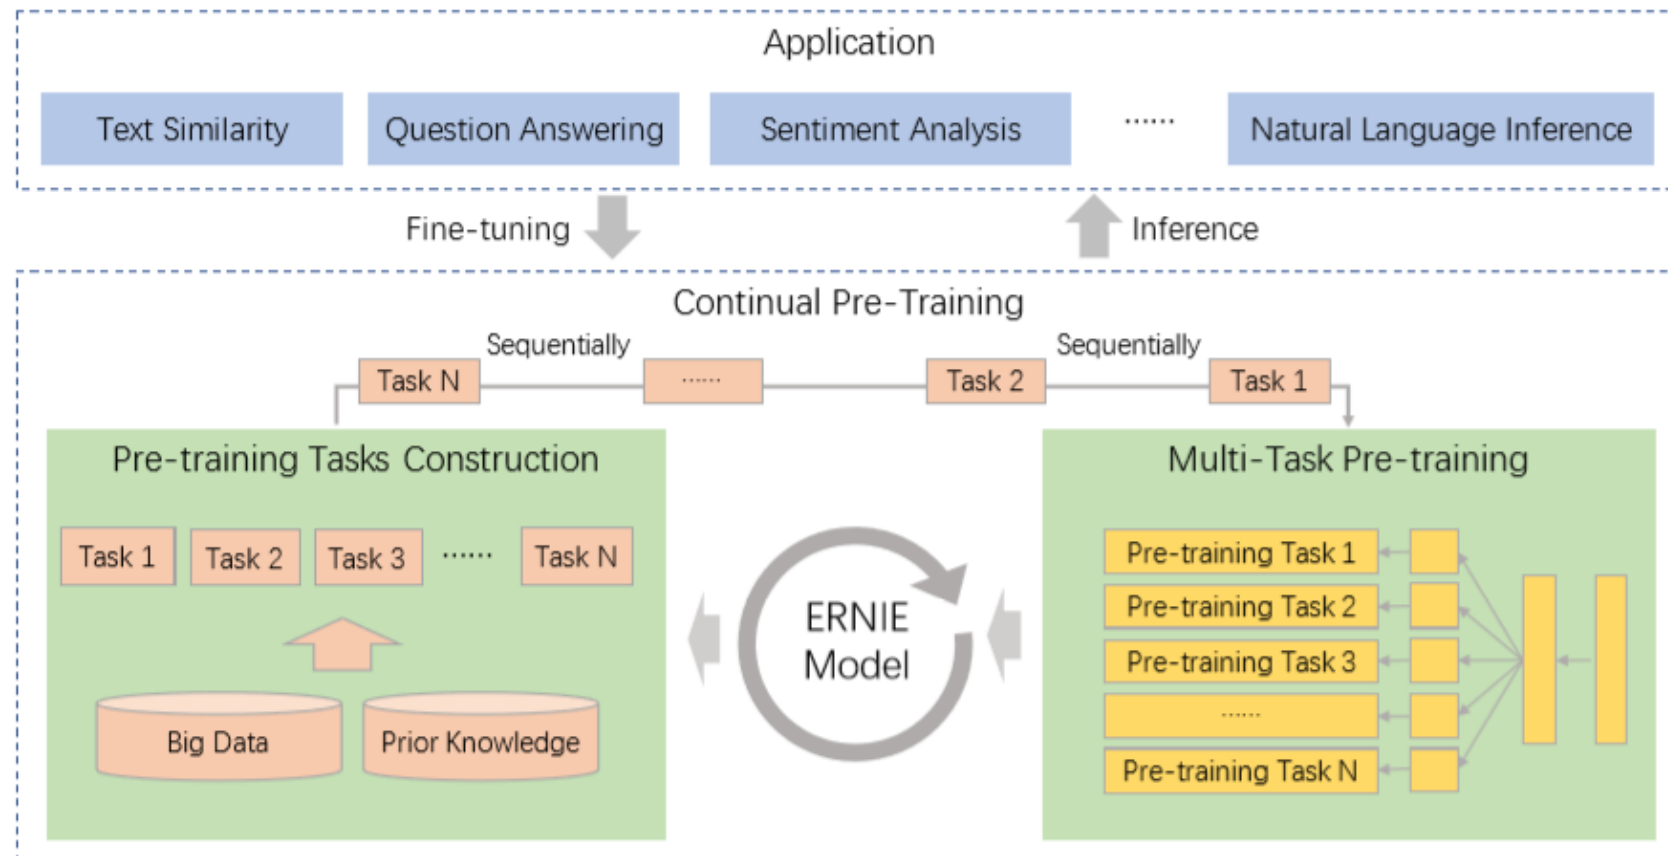 Application
Text Similarity
Question Answering
Sentiment Analysis
······
Natural Language Inference
Fine-tuning
Inference
Continual Pre-Training
Sequentially
Sequentially
Task N
······
Task 2
Task 1
Pre-training Tasks Construction
Task 1
Task 2
Task 3
······
Task N
Big Data
Prior Knowledge
ERNIE
Model
Multi-Task Pre-training
Pre-training Task 1
Pre-training Task 2
Pre-training Task 3
······
Pre-training Task N